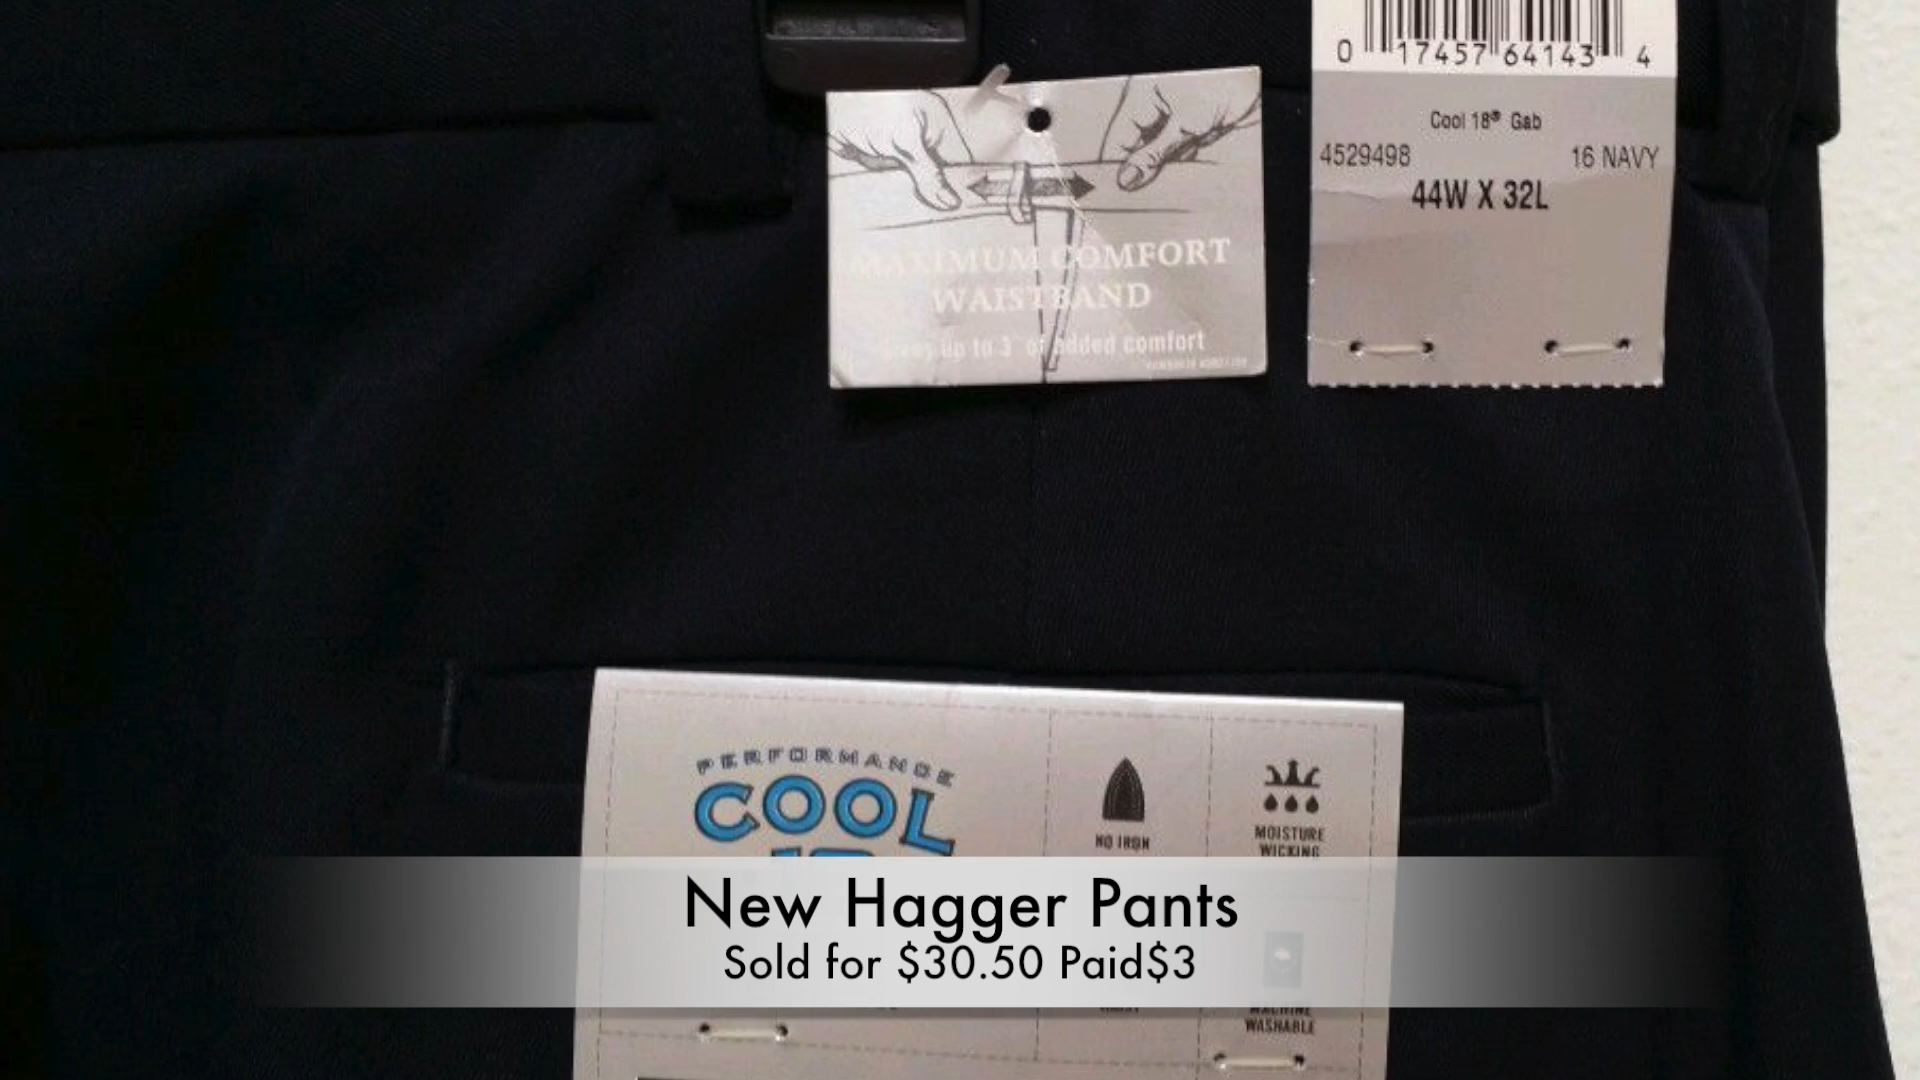 0 17457 64143 4
Cool 18® Gab
4529498 16 NAVY
44W X 32L
MAXIMUM COMFORT
WAISTBAND
up to 3" of added comfort
PERFORMANCE
COOL
NO IRON
MOISTURE
WICKING
New Hagger Pants
Sold for $30.50 Paid$3
MACHINE
WASHABLE